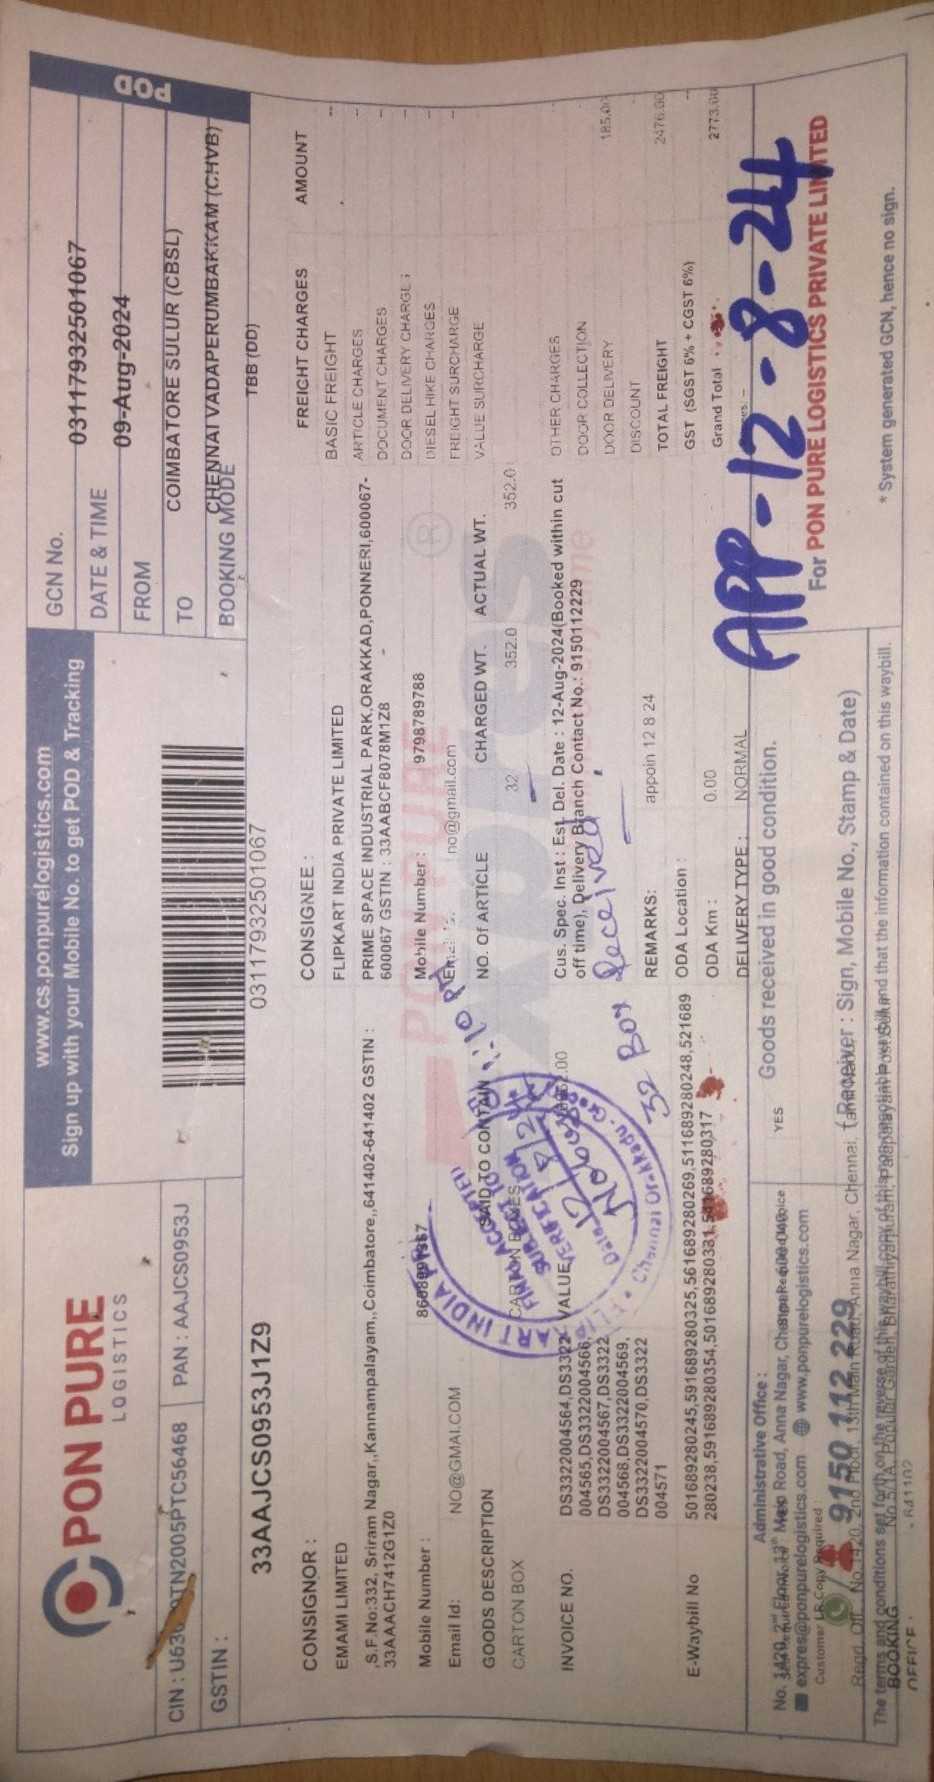 PON PURE
LOGISTICS
www.cs.ponpurelogistics.com
Sign up with your Mobile No. to get POD & Tracking
POD
GCN No.
03117932501067
DATE & TIME
09-Aug-2024
FROM
COIMBATORE SULUR (CBSL)
TO
CHENNAI VADAPERUMBAKKAM (CHVB)
BOOKING MODE
TBB (DD)
PAN : AAJCS0953J
GSTIN :
33AAJCS0953J1Z9
03117932501067
CONSIGNOR :
EMAMI LIMITED
,S.F.No:332, Sriram Nagar,,Kannampalayam,,Coimbatore,,641402-641402 GSTIN :
33AAACH7412G1Z0
Mobile Number :
Email Id: NO@GMAI.COM
CONSIGNEE :
FLIPKART INDIA PRIVATE LIMITED
PRIME SPACE INDUSTRIAL PARK,ORAKKAD,PONNERI,600067-
600067 GSTIN : 33AABCF8078M1Z8
Mobile Number : 9798789788
no@gmail.com
GOODS DESCRIPTION
SAID TO CONTAIN
NO. Of ARTICLE
CHARGED WT.
ACTUAL WT.
CARTON BOX
32
352.0
352.0
INVOICE NO.
DS3322004564,DS3322
004565,DS3322004566,
DS3322004567,DS3322
004568,DS3322004569,
DS3322004570,DS3322
004571
VALUE
Cus. Spec. Inst : Est. Del. Date : 12-Aug-2024(Booked within cut
off time), Delivery Branch Contact No.: 9150112229
32 Box Received
REMARKS: appoin 12 8 24
E-Waybill No
501689280245,591689280325,561689280269,511689280248,521689
280238,591689280354,501689280331,541689280317
ODA Location :
ODA Km : 0.00
DELIVERY TYPE : NORMAL
FREIGHT CHARGES
AMOUNT
BASIC FREIGHT --
ARTICLE CHARGES --
DOCUMENT CHARGES --
DOOR DELIVERY CHARGE --
DIESEL HIKE CHARGES --
FREIGHT SURCHARGE --
VALUE SURCHARGE
OTHER CHARGES
DOOR COLLECTION
DOOR DELIVERY 185.00
DISCOUNT
TOTAL FREIGHT 2476.00
GST (SGST 6% + CGST 6%) --
Grand Total 2773.00
APP - 12 - 8 - 24
Administrative Office :
expres@ponpurelogistics.com www.ponpurelogistics.com
9150 112 229
YES
Goods received in good condition.
(Receiver : Sign, Mobile No., Stamp & Date)
For PON PURE LOGISTICS PRIVATE LIMITED
* System generated GCN, hence no sign.
BOOKING
OFFICE :